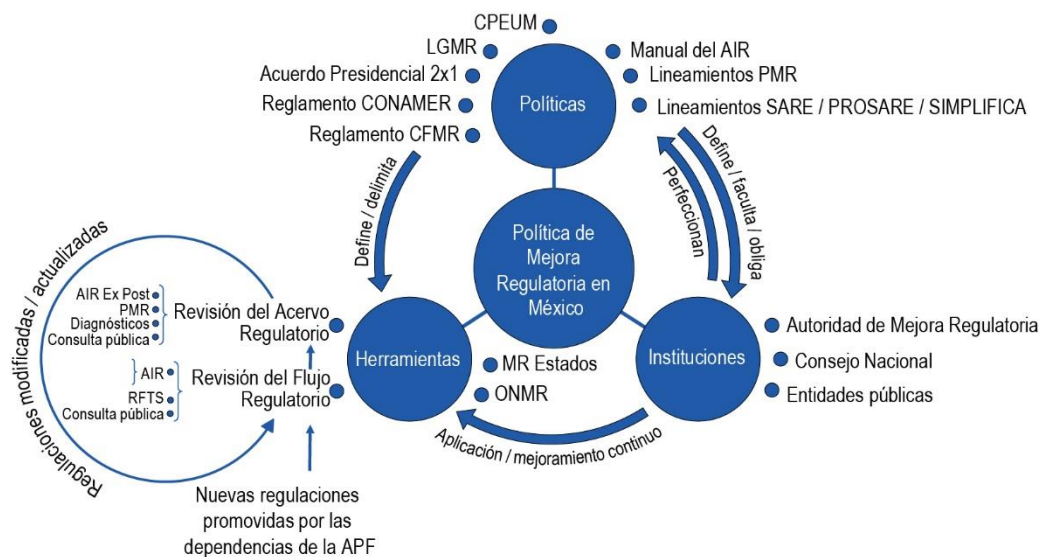 CPEUM
LGMR
Acuerdo Presidencial 2x1
Reglamento CONAMER
Reglamento CFMR
Manual del AIR
Lineamientos PMR
Lineamientos SARE / PROSARE / SIMPLIFICA
Políticas
Define / delimita
Perfeccionan
Define / faculta / obliga
Política de
Mejora
Regulatoria en
México
Regulaciones modificadas / actualizadas
AIR Ex Post
PMR
Diagnósticos
Consulta pública
Revisión del Acervo
Regulatorio
AIR
RFTS
Consulta pública
Revisión del Flujo
Regulatorio
Herramientas
MR Estados
ONMR
Instituciones
Autoridad de Mejora Regulatoria
Consejo Nacional
Entidades públicas
Aplicación / mejoramiento continuo
Nuevas regulaciones
promovidas por las
dependencias de la APF